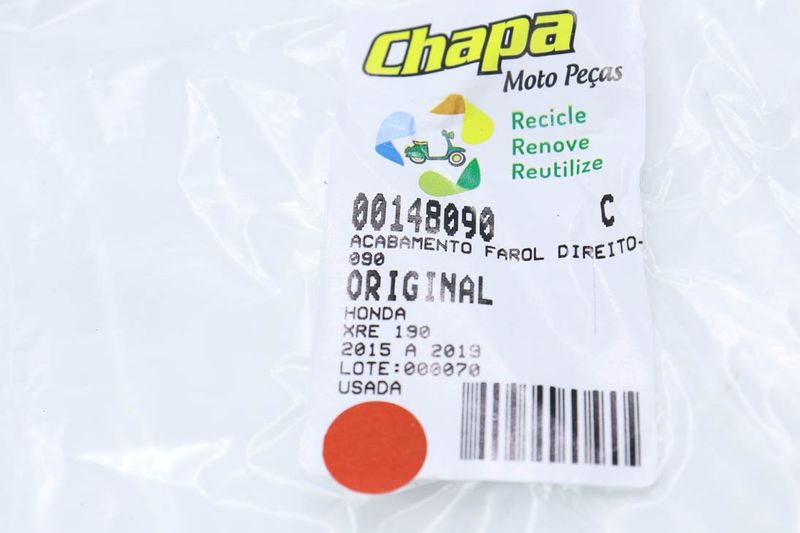 Chapa
Moto Peças
Recicle
Renove
Reutilize
00148090 C
ACABAMENTO FAROL DIREITO-
090
ORIGINAL
HONDA
XRE 190
2015 A 2019
LOTE:000070
USADA